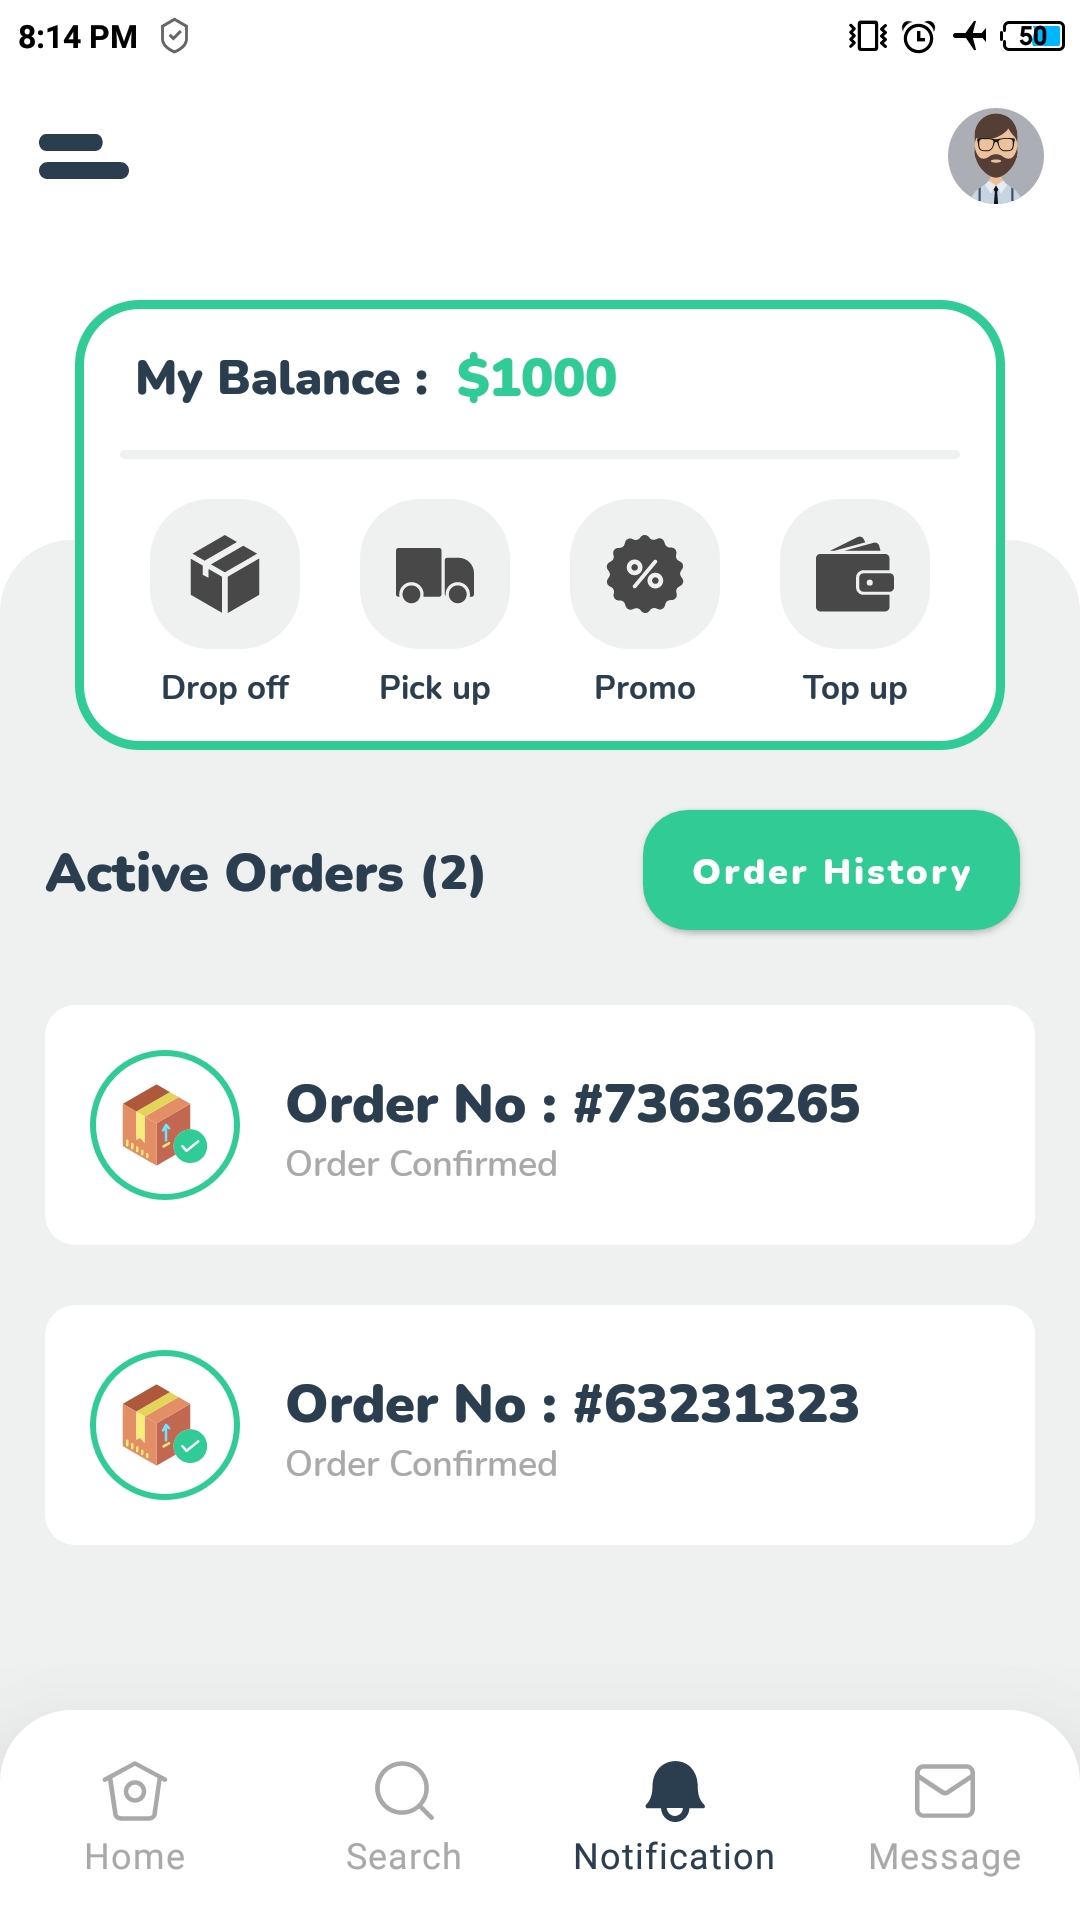 8:14 PM 50
My Balance : $1000
Drop off Pick up Promo Top up
Active Orders (2) Order History
Order No : #73636265
Order Confirmed
Order No : #63231323
Order Confirmed
Home Search Notification Message